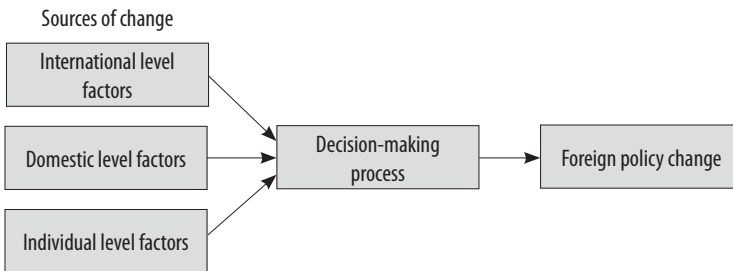 Sources of change
International level
factors
Domestic level factors
Individual level factors
Decision-making
process
Foreign policy change